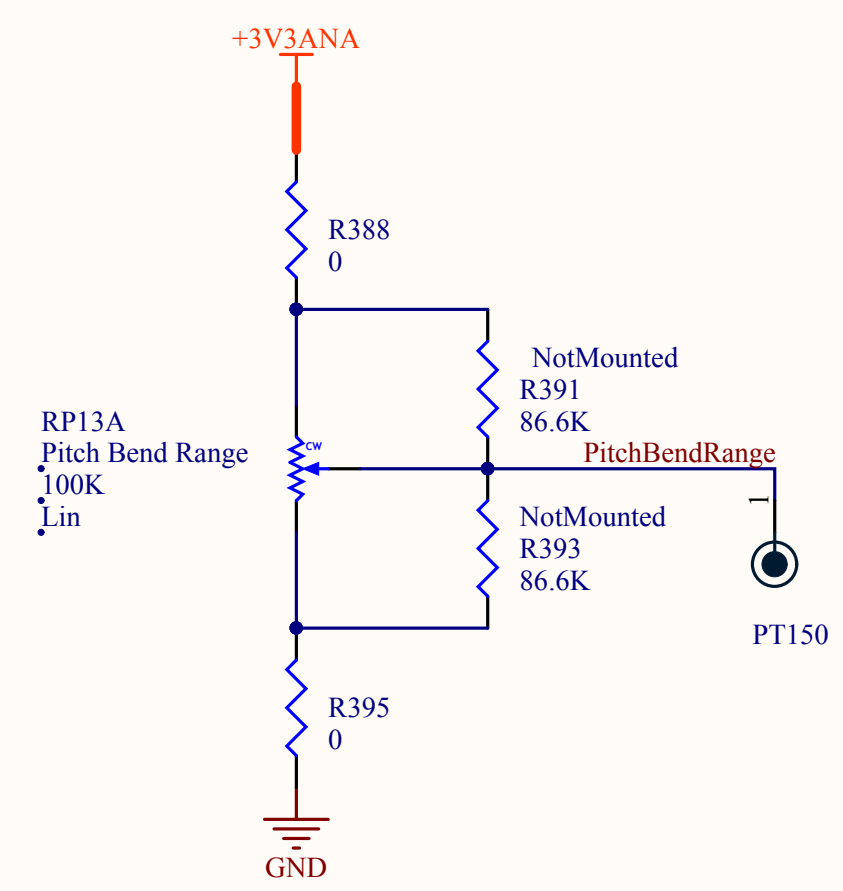 +3V3ANA
R388
0
NotMounted
R391
86.6K
RP13A
Pitch Bend Range
100K
Lin
CW
PitchBendRange
1
NotMounted
R393
86.6K
PT150
R395
0
GND